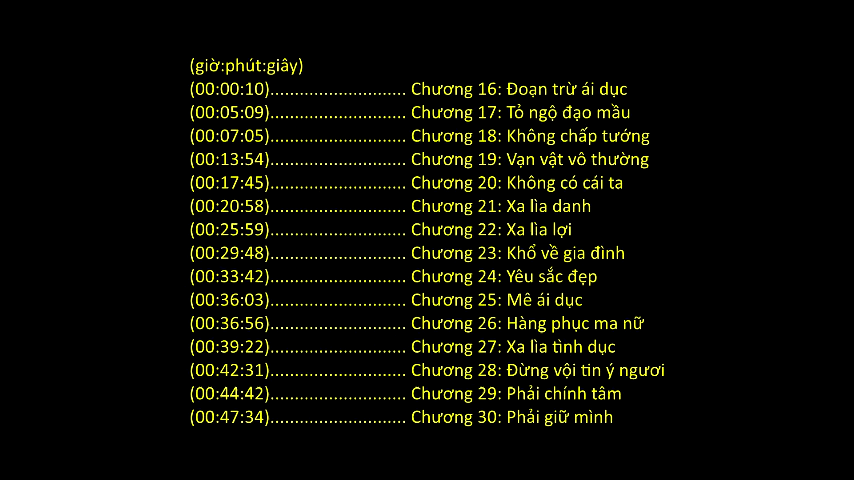 (giờ:phút:giây)
(00:00:10)............................ Chương 16: Đoạn trừ ái dục
(00:05:09)............................ Chương 17: Tỏ ngộ đạo mầu
(00:07:05)............................ Chương 18: Không chấp tướng
(00:13:54)............................ Chương 19: Vạn vật vô thường
(00:17:45)............................ Chương 20: Không có cái ta
(00:20:58)............................ Chương 21: Xa lìa danh
(00:25:59)............................ Chương 22: Xa lìa lợi
(00:29:48)............................ Chương 23: Khổ về gia đình
(00:33:42)............................ Chương 24: Yêu sắc đẹp
(00:36:03)............................ Chương 25: Mê ái dục
(00:36:56)............................ Chương 26: Hàng phục ma nữ
(00:39:22)............................ Chương 27: Xa lìa tình dục
(00:42:31)............................ Chương 28: Đừng vội tin ý ngươi
(00:44:42)............................ Chương 29: Phải chính tâm
(00:47:34)............................ Chương 30: Phải giữ mình